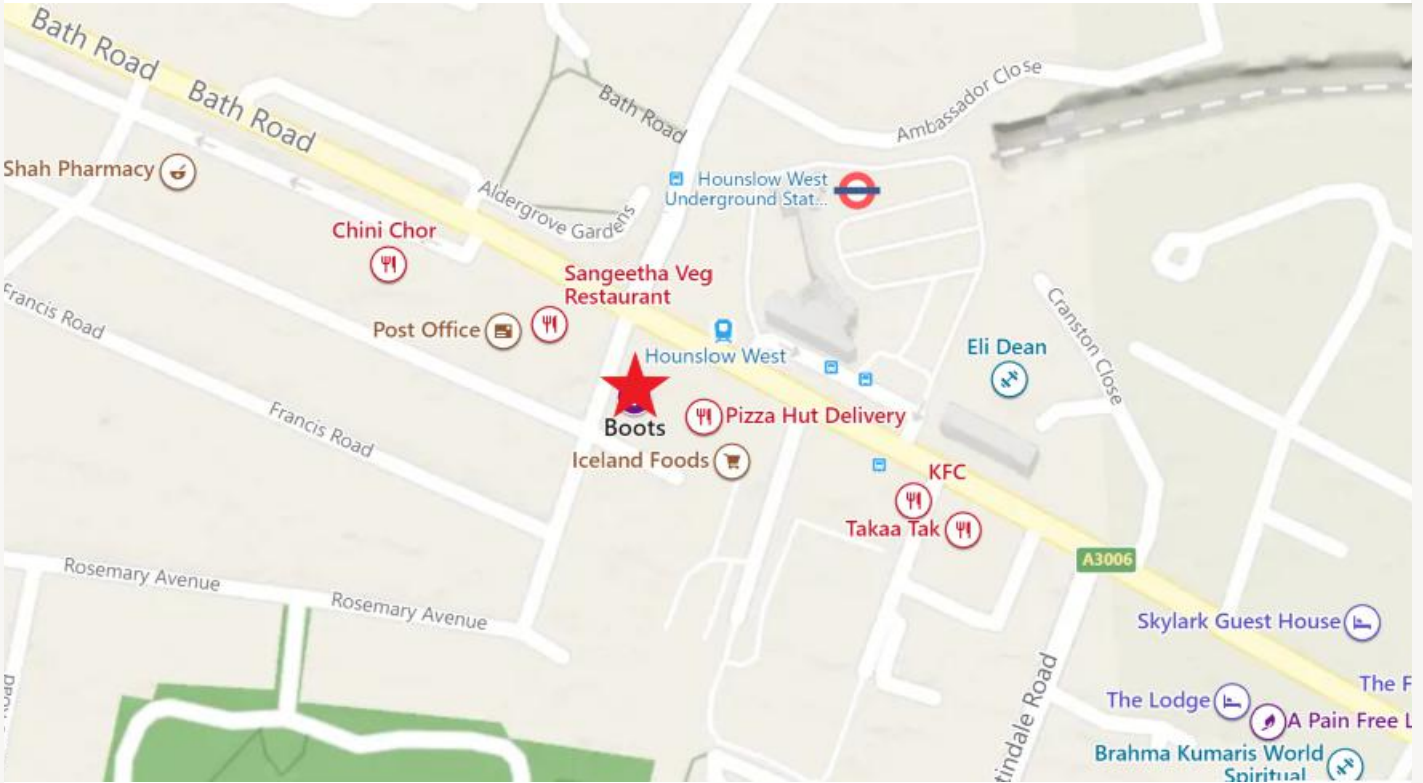 Bath Road
Bath Road
Bath Road
Ambassador Close
Shah Pharmacy
Hounslow West
Underground Stat...
Aldergrove Gardens
Chini Chor
Sangeetha Veg
Restaurant
Francis Road
Post Office
Hounslow West
Cranston Close
Eli Dean
Boots
Pizza Hut Delivery
Francis Road
Iceland Foods
KFC
Takaa Tak
A3006
Rosemary Avenue
Rosemary Avenue
Skylark Guest House
The F
The Lodge
A Pain Free L
tindale Road
Brahma Kumaris World
Spiritual